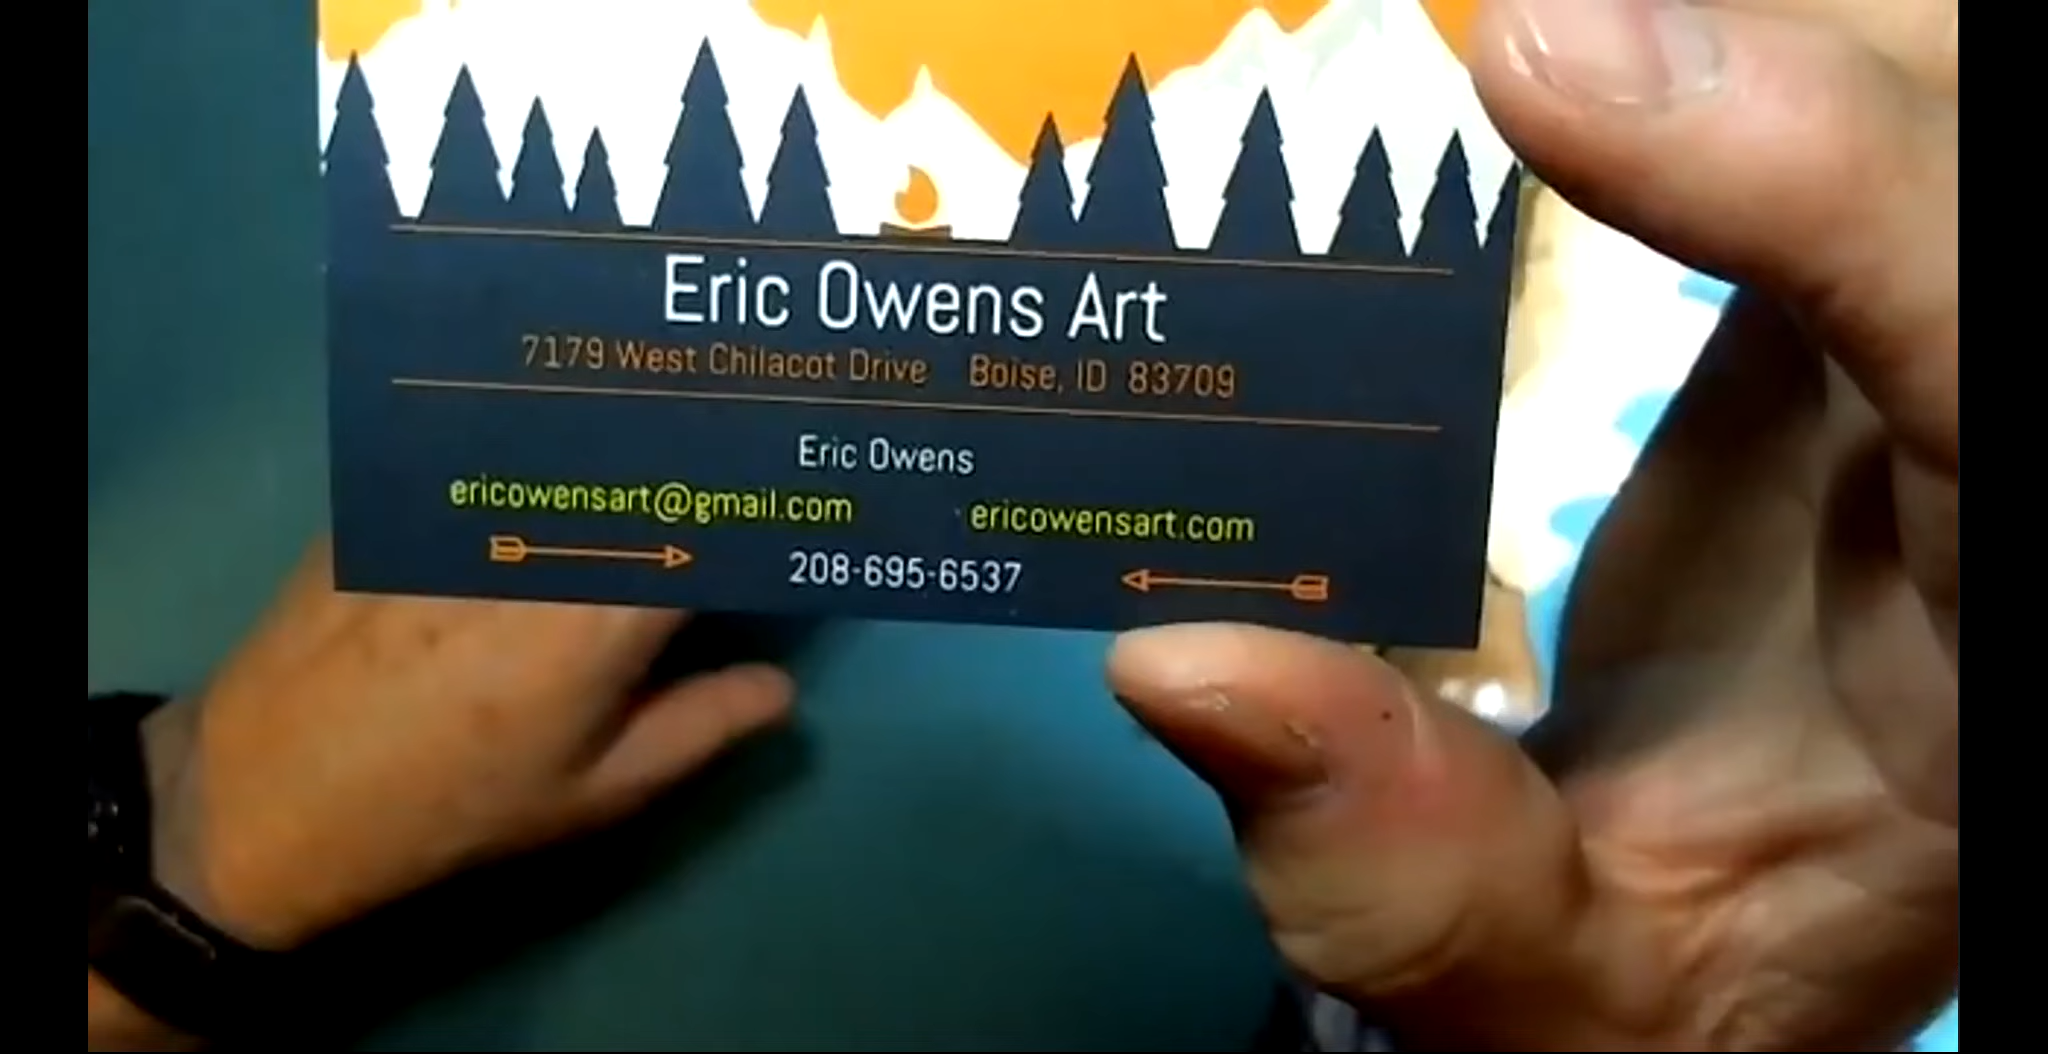 Eric Owens Art
7179 West Chilacot Drive Boise, ID 83709
Eric Owens
ericowensart@gmail.com ericowensart.com
208-695-6537